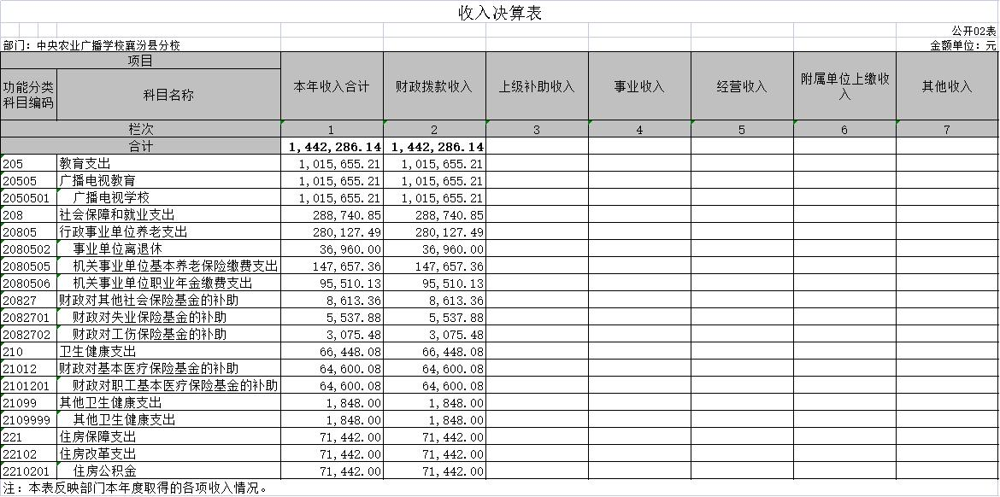 收入决算表
公开02表
部门：中央农业广播学校襄汾县分校 金额单位：元
项目 本年收入合计 财政拨款收入 上级补助收入 事业收入 经营收入 附属单位上缴收入 其他收入
功能分类科目编码 科目名称
栏次 1 2 3 4 5 6 7
合计 1,442,286.14 1,442,286.14
205 教育支出 1,015,655.21 1,015,655.21
20505 广播电视教育 1,015,655.21 1,015,655.21
2050501 广播电视学校 1,015,655.21 1,015,655.21
208 社会保障和就业支出 288,740.85 288,740.85
20805 行政事业单位养老支出 280,127.49 280,127.49
2080502 事业单位离退休 36,960.00 36,960.00
2080505 机关事业单位基本养老保险缴费支出 147,657.36 147,657.36
2080506 机关事业单位职业年金缴费支出 95,510.13 95,510.13
20827 财政对其他社会保险基金的补助 8,613.36 8,613.36
2082701 财政对失业保险基金的补助 5,537.88 5,537.88
2082702 财政对工伤保险基金的补助 3,075.48 3,075.48
210 卫生健康支出 66,448.08 66,448.08
21012 财政对基本医疗保险基金的补助 64,600.08 64,600.08
2101201 财政对职工基本医疗保险基金的补助 64,600.08 64,600.08
21099 其他卫生健康支出 1,848.00 1,848.00
2109999 其他卫生健康支出 1,848.00 1,848.00
221 住房保障支出 71,442.00 71,442.00
22102 住房改革支出 71,442.00 71,442.00
2210201 住房公积金 71,442.00 71,442.00
注：本表反映部门本年度取得的各项收入情况。